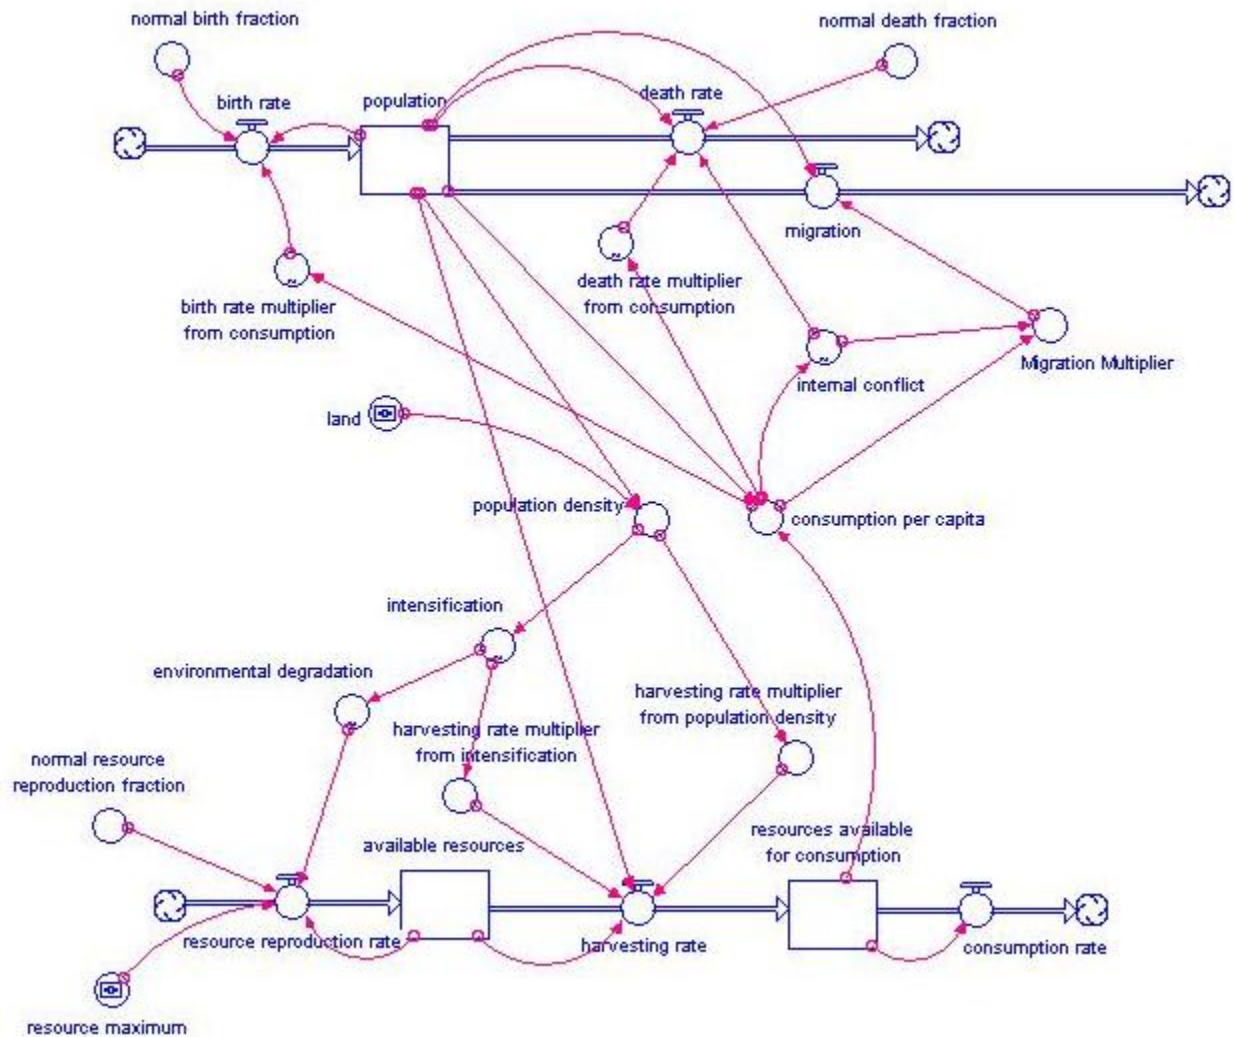 normal birth fraction
normal death fraction
birth rate
population
death rate
migration
death rate multiplier
from consumption
birth rate multiplier
from consumption
Migration Multiplier
internal conflict
land
population density
consumption per capita
intensification
environmental degradation
harvesting rate multiplier
from population density
harvesting rate multiplier
from intensification
normal resource
reproduction fraction
available resources
resources available
for consumption
resource reproduction rate
harvesting rate
consumption rate
resource maximum